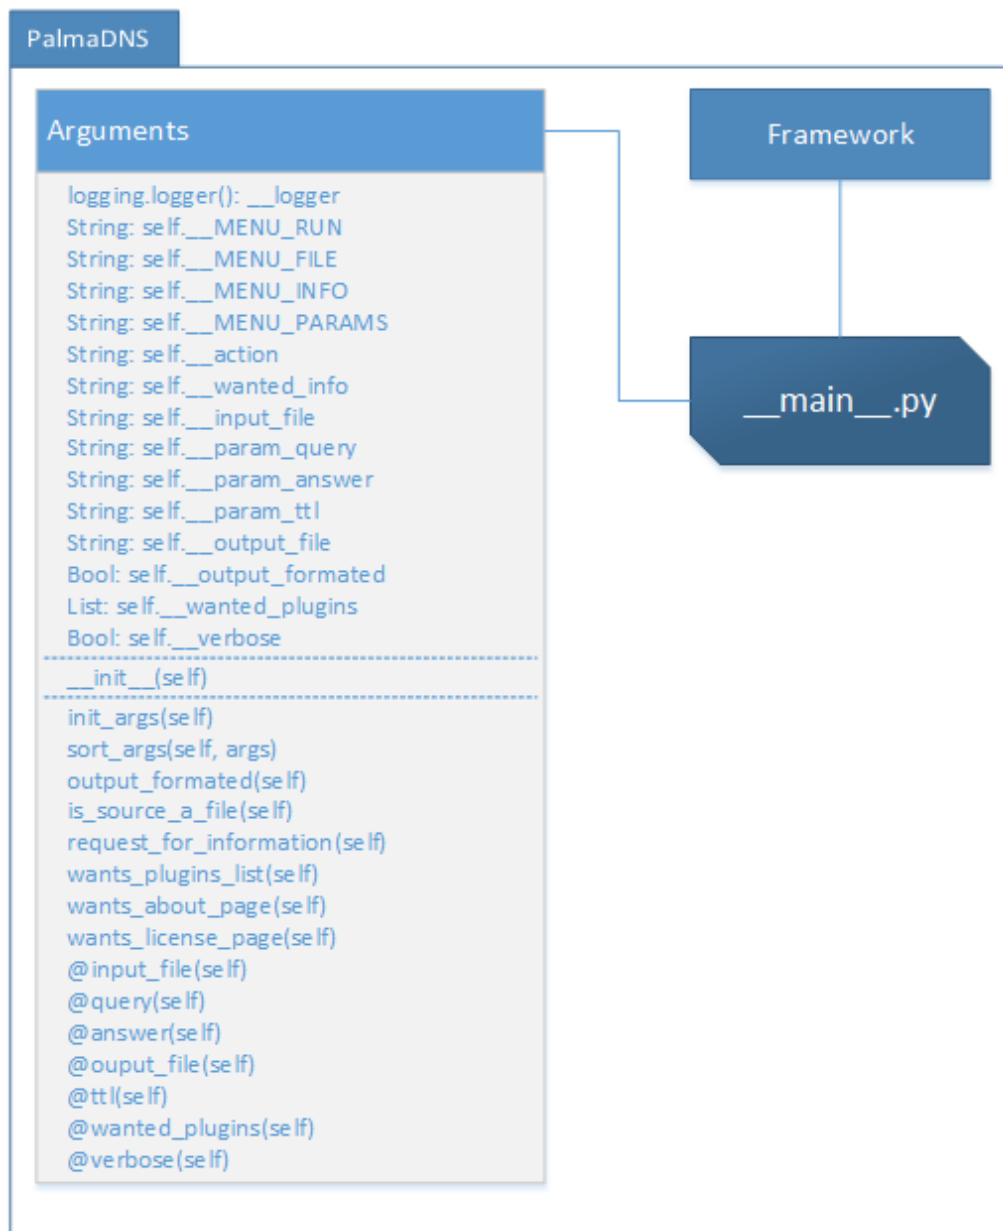 PalmaDNS
Arguments
logging.logger(): __logger
String: self.__MENU_RUN
String: self.__MENU_FILE
String: self.__MENU_INFO
String: self.__MENU_PARAMS
String: self.__action
String: self.__wanted_info
String: self.__input_file
String: self.__param_query
String: self.__param_answer
String: self.__param_ttl
String: self.__output_file
Bool: self.__output_formated
List: self.__wanted_plugins
Bool: self.__verbose
__init__(self)
init_args(self)
sort_args(self, args)
output_formated(self)
is_source_a_file(self)
request_for_information(self)
wants_plugins_list(self)
wants_about_page(self)
wants_license_page(self)
@input_file(self)
@query(self)
@answer(self)
@ouput_file(self)
@ttl(self)
@wanted_plugins(self)
@verbose(self)
Framework
__main__.py